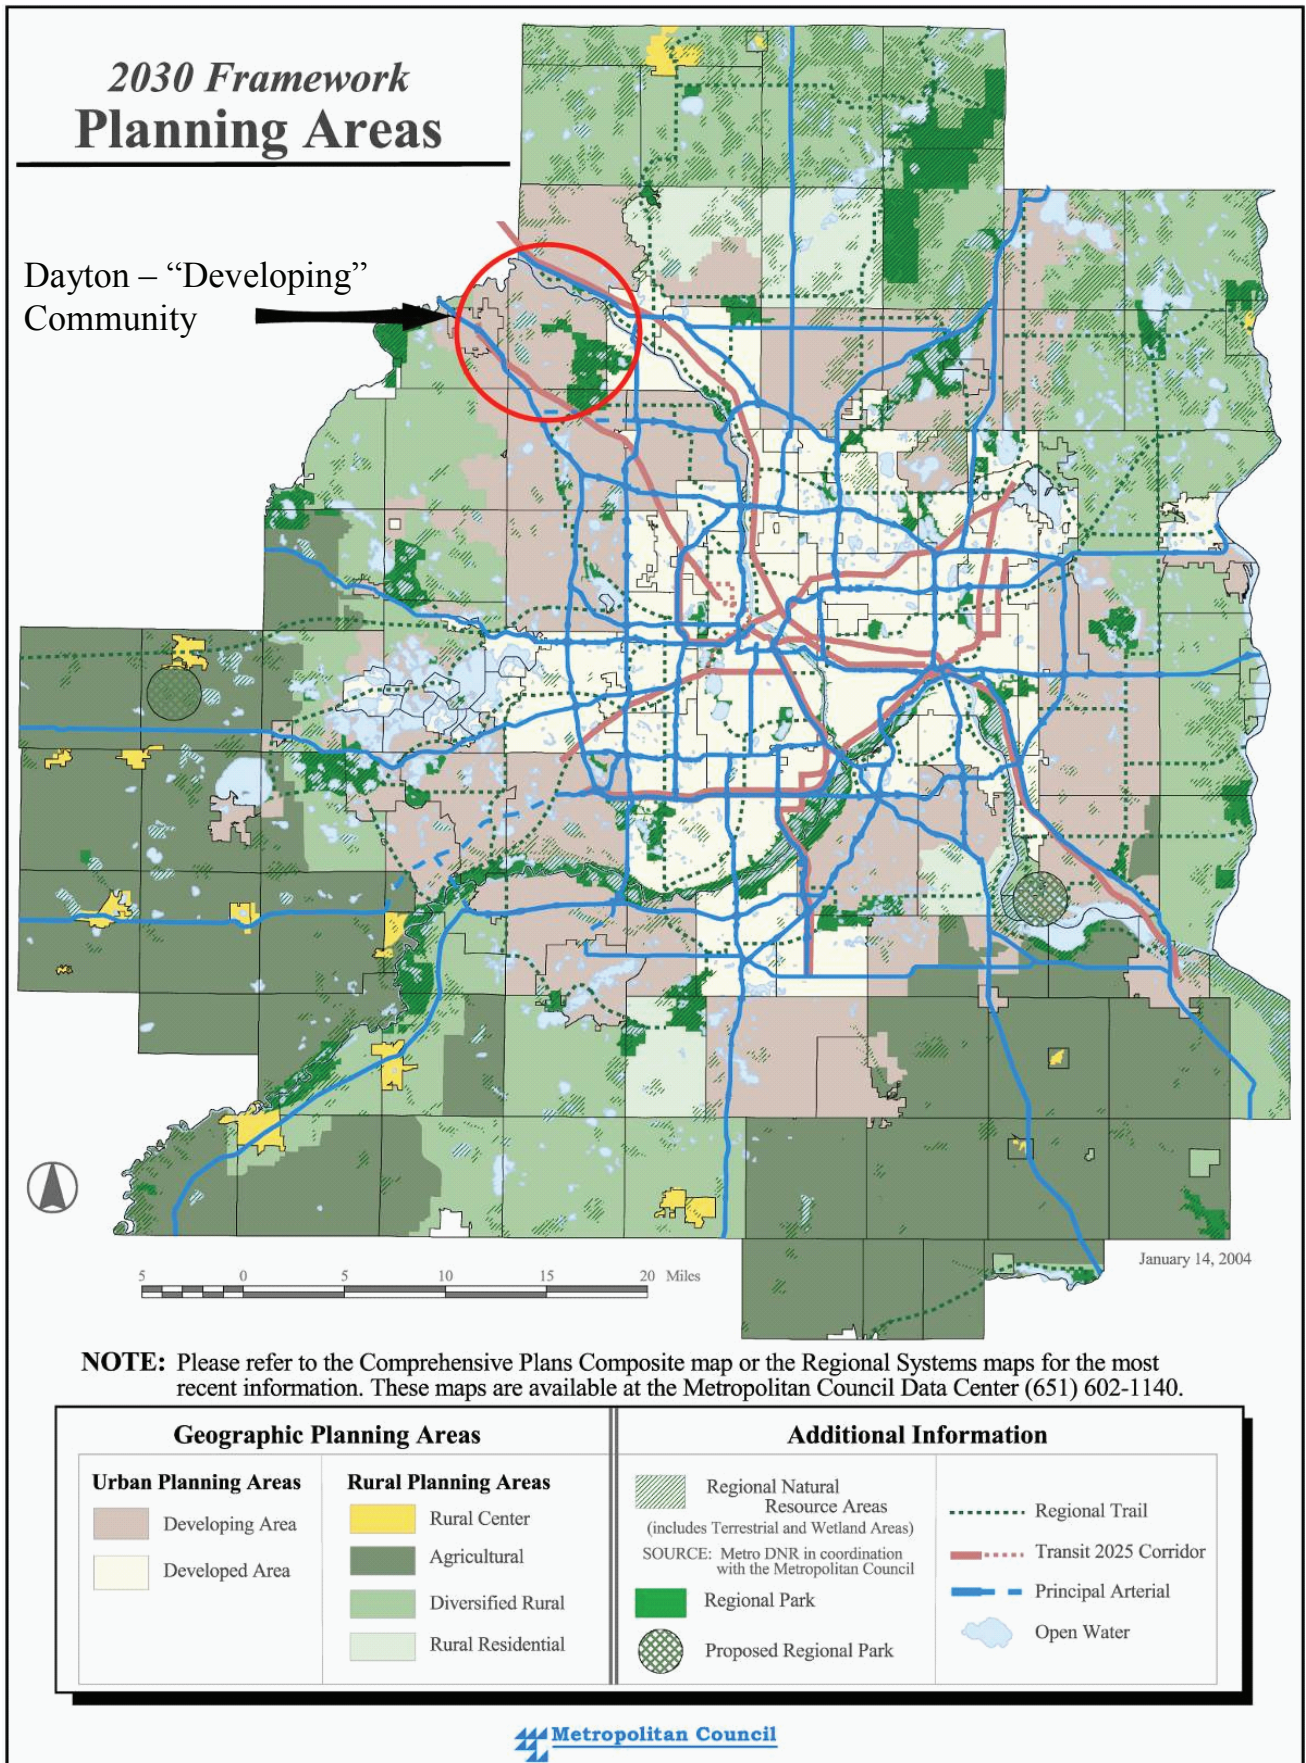 2030 Framework
Planning Areas
Dayton – “Developing”
Community
January 14, 2004
5 0 5 10 15 20 Miles
NOTE: Please refer to the Comprehensive Plans Composite map or the Regional Systems maps for the most
recent information. These maps are available at the Metropolitan Council Data Center (651) 602-1140.
Geographic Planning Areas
Urban Planning Areas
Developing Area
Developed Area
Rural Planning Areas
Rural Center
Agricultural
Diversified Rural
Rural Residential
Additional Information
Regional Natural
Resource Areas
(includes Terrestrial and Wetland Areas)
SOURCE: Metro DNR in coordination
with the Metropolitan Council
Regional Park
Proposed Regional Park
Regional Trail
Transit 2025 Corridor
Principal Arterial
Open Water
Metropolitan Council